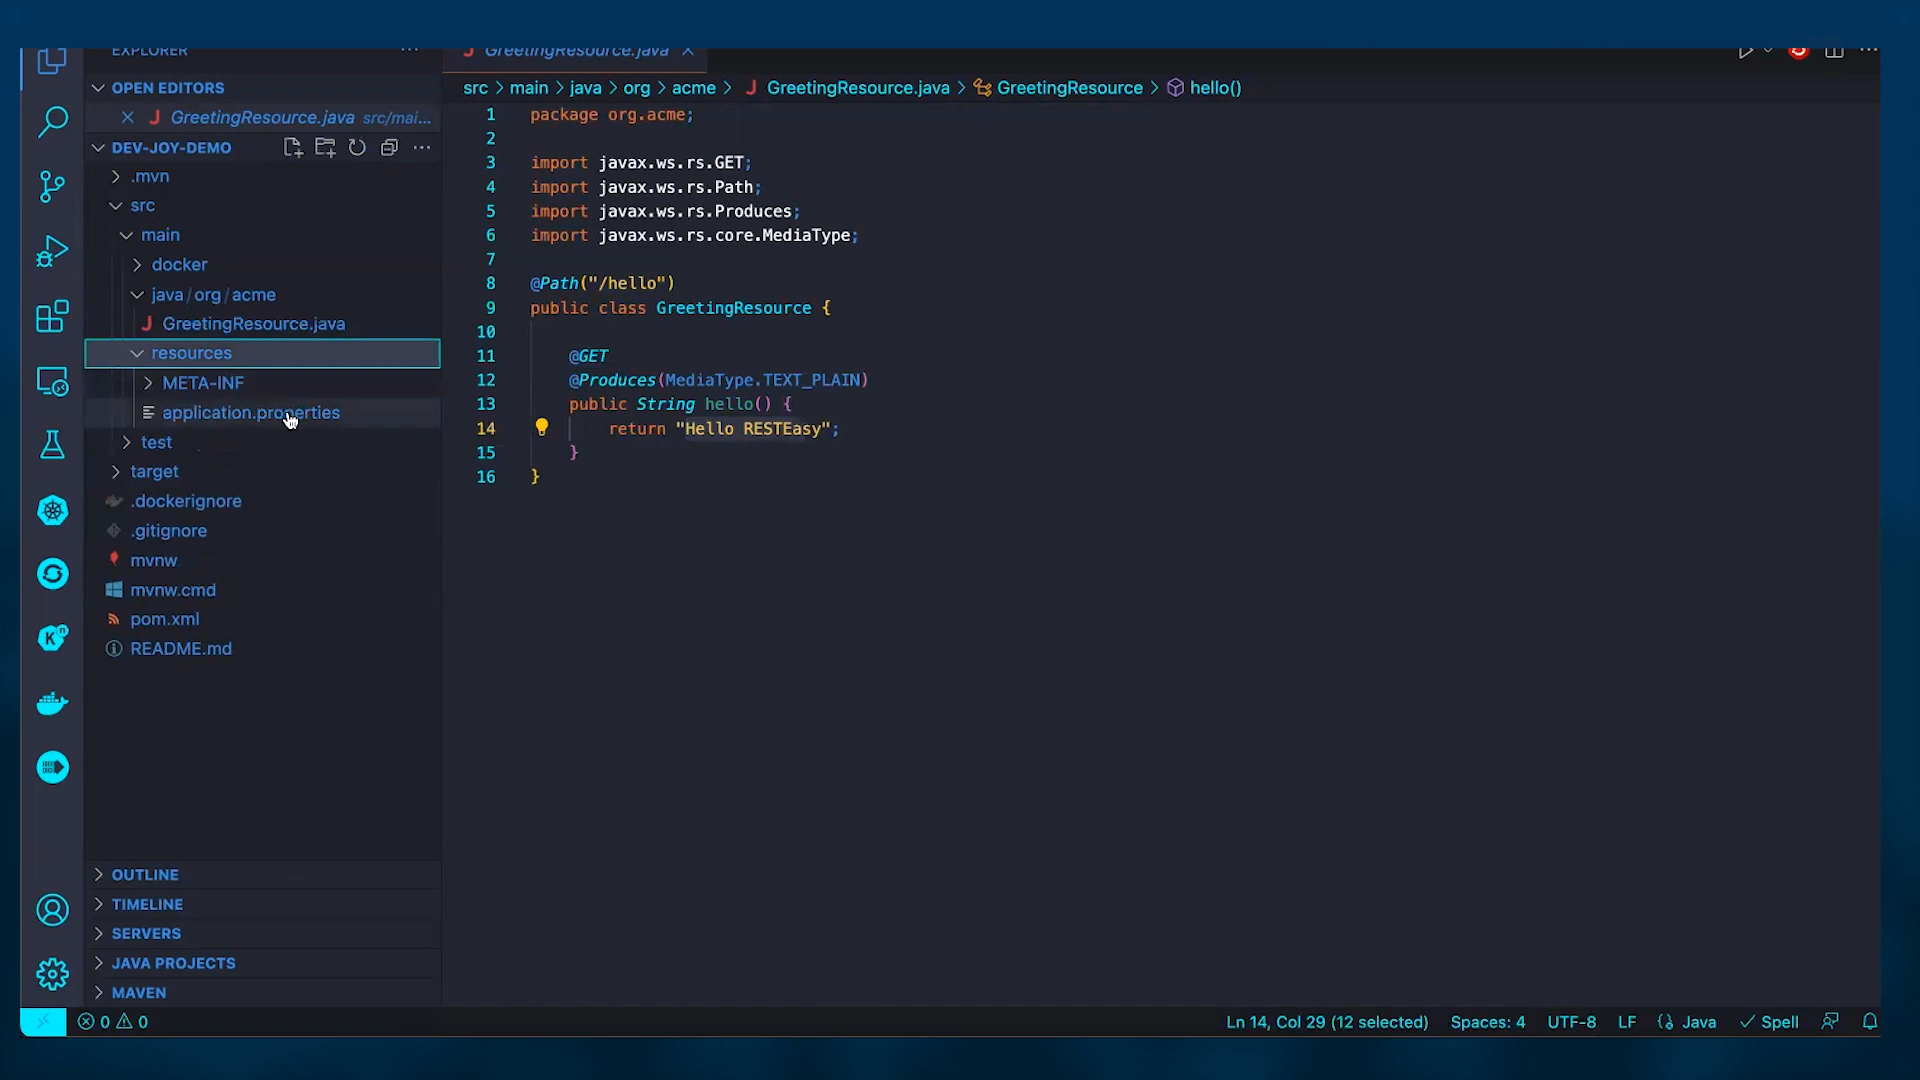 EXPLORER
OPEN EDITORS
GreetingResource.java src/mai...
DEV-JOY-DEMO
.mvn
src
main
docker
java/org/acme
GreetingResource.java
resources
META-INF
application.properties
test
target
.dockerignore
.gitignore
mvnw
mvnw.cmd
pom.xml
README.md
OUTLINE
TIMELINE
SERVERS
JAVA PROJECTS
MAVEN
GreetingResource.java
src > main > java > org > acme > GreetingResource.java > GreetingResource > hello()
1 package org.acme;
2
3 import javax.ws.rs.GET;
4 import javax.ws.rs.Path;
5 import javax.ws.rs.Produces;
6 import javax.ws.rs.core.MediaType;
7
8 @Path("/hello")
9 public class GreetingResource {
10
11 @GET
12 @Produces(MediaType.TEXT_PLAIN)
13 public String hello() {
14 return "Hello RESTEasy";
15 }
16 }
0 0
Ln 14, Col 29 (12 selected) Spaces: 4 UTF-8 LF Java Spell